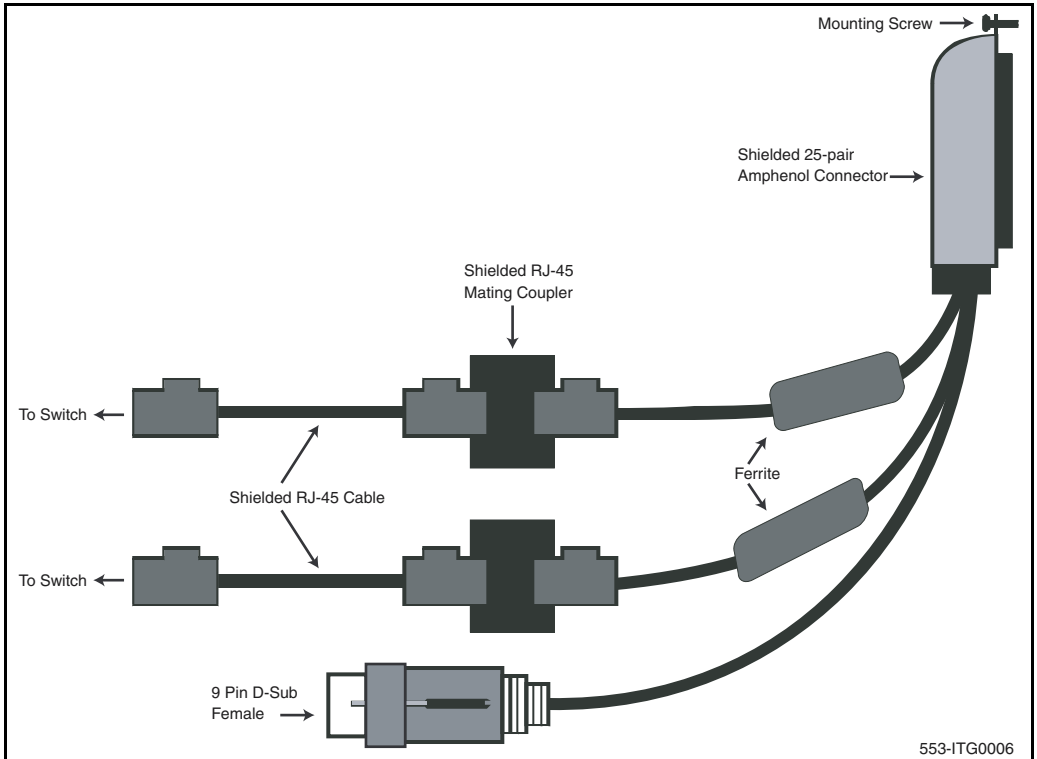 Mounting Screw
Shielded 25-pair
Amphenol Connector
Shielded RJ-45
Mating Coupler
To Switch
Ferrite
Shielded RJ-45 Cable
To Switch
9 Pin D-Sub
Female
553-ITG0006